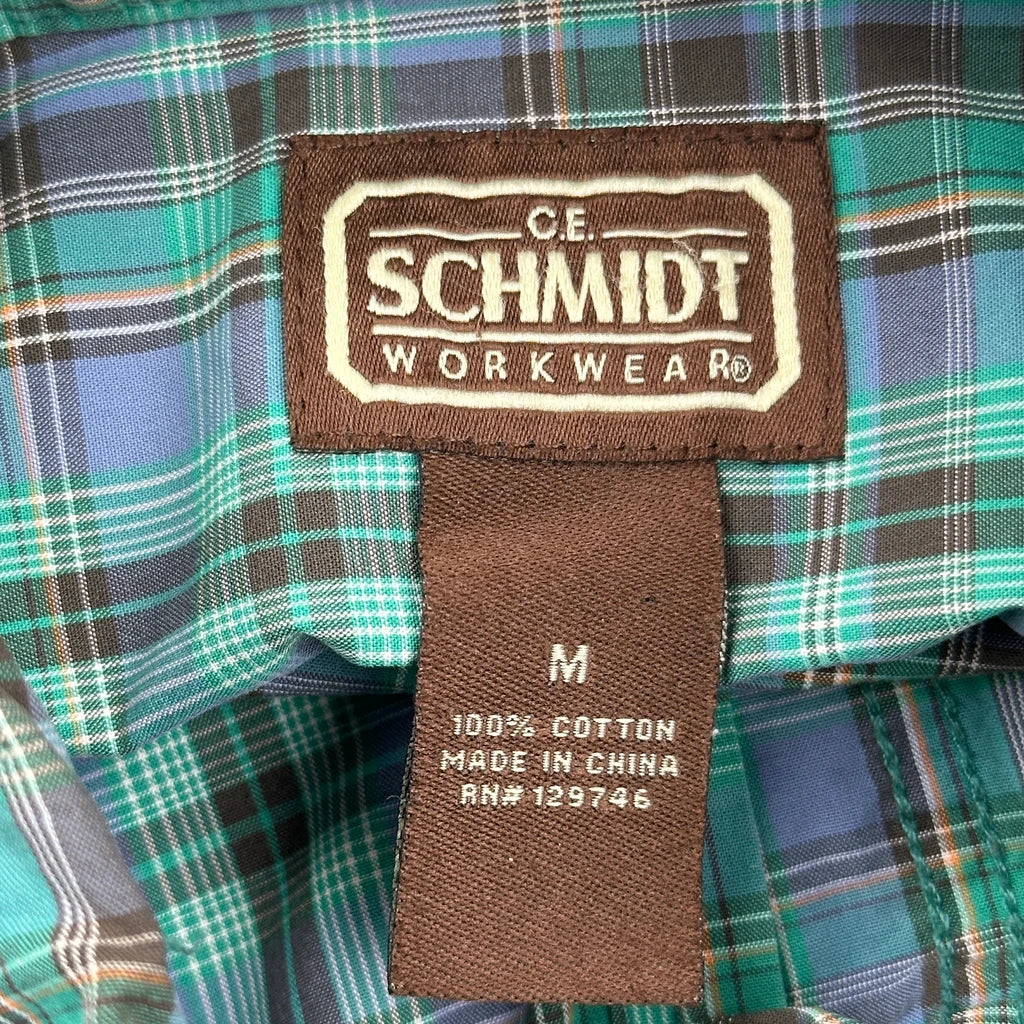 C.E.
SCHMIDT
WORKWEAR®
M
100% COTTON
MADE IN CHINA
RN# 129746